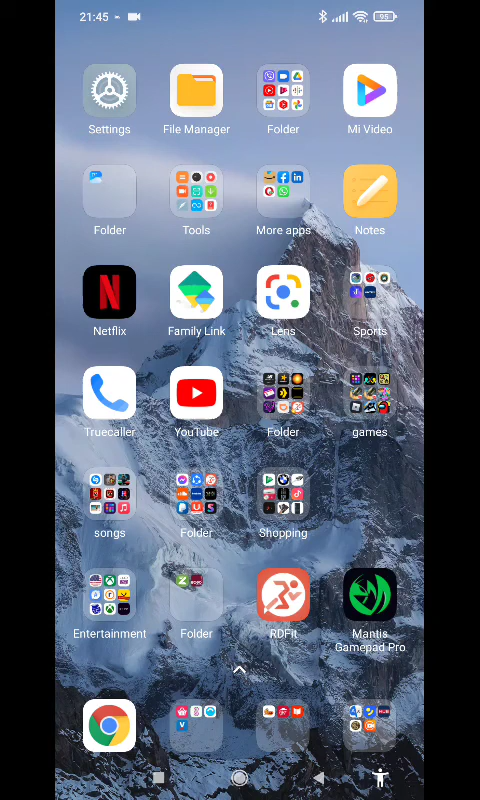 21:45
95
Settings
File Manager
Folder
Mi Video
Folder
Tools
More apps
Notes
Netflix
Family Link
Lens
Sports
Truecaller
YouTube
Folder
games
songs
Folder
Shopping
Entertainment
Folder
RDFit
Mantis
Gamepad Pro